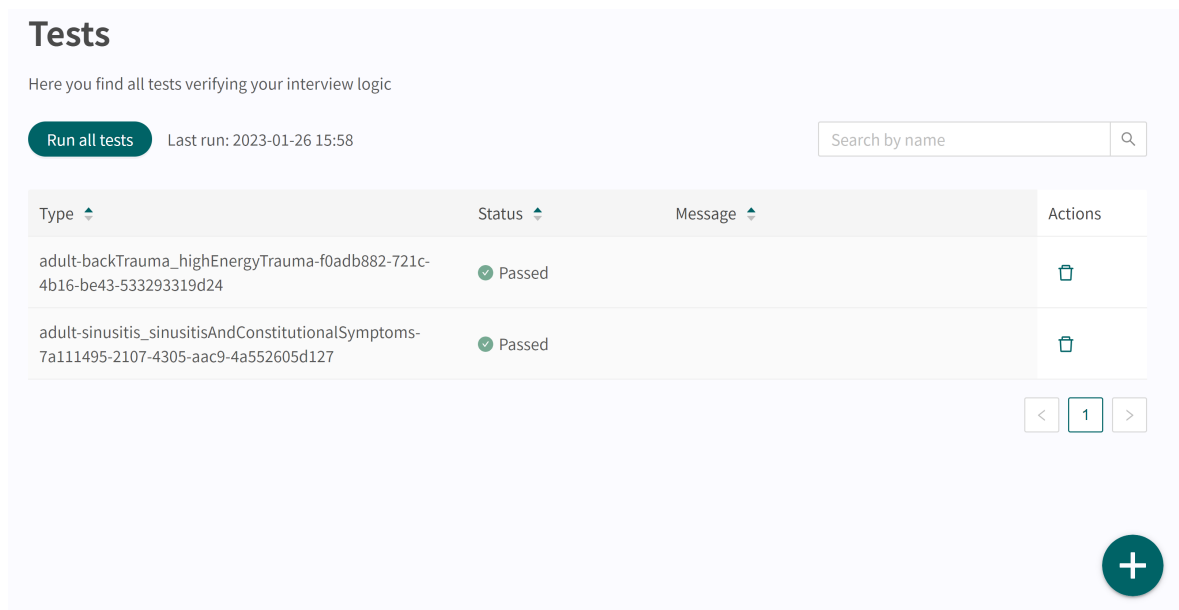 Tests
Here you find all tests verifying your interview logic
Run all tests Last run: 2023-01-26 15:58 Search by name
Type Status Message Actions
adult-backTrauma_highEnergyTrauma-f0adb882-721c-
4b16-be43-533293319d24
Passed
adult-sinusitis_sinusitisAndConstitutionalSymptoms-
7a111495-2107-4305-aac9-4a552605d127
Passed
< 1 >